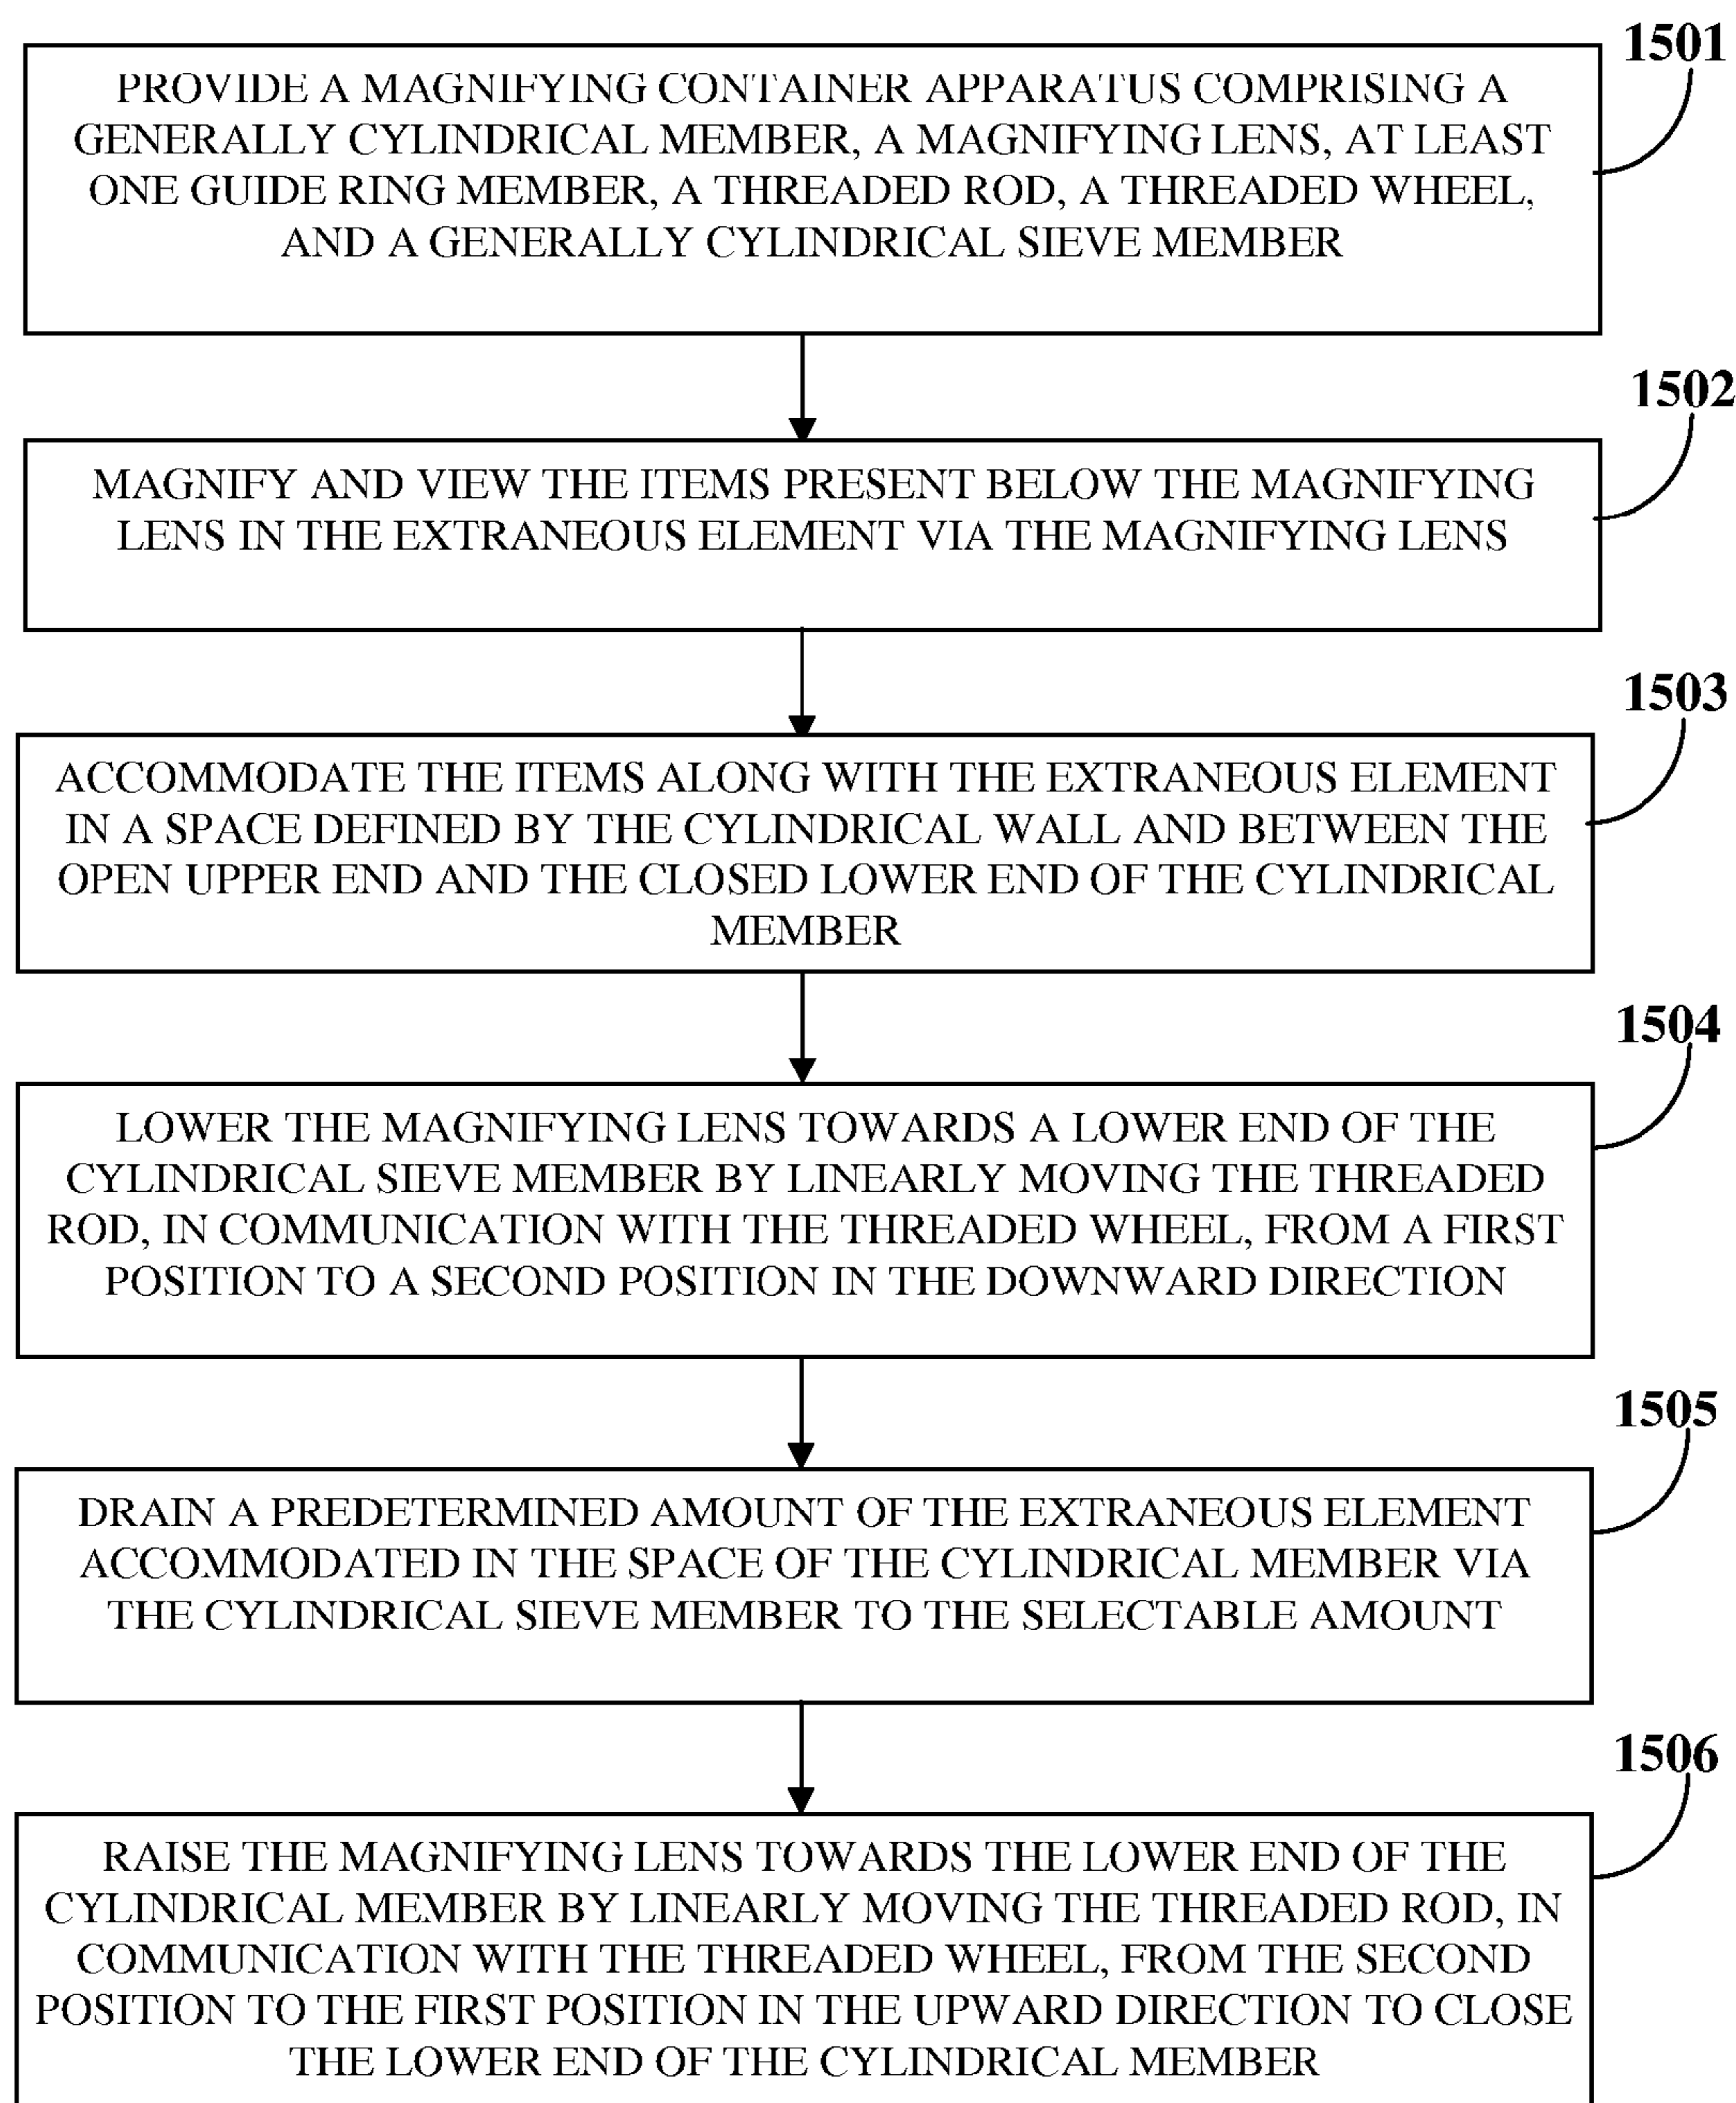 1501
PROVIDE A MAGNIFYING CONTAINER APPARATUS COMPRISING A
GENERALLY CYLINDRICAL MEMBER, A MAGNIFYING LENS, AT LEAST
ONE GUIDE RING MEMBER, A THREADED ROD, A THREADED WHEEL,
AND A GENERALLY CYLINDRICAL SIEVE MEMBER
1502
MAGNIFY AND VIEW THE ITEMS PRESENT BELOW THE MAGNIFYING
LENS IN THE EXTRANEOUS ELEMENT VIA THE MAGNIFYING LENS
1503
ACCOMMODATE THE ITEMS ALONG WITH THE EXTRANEOUS ELEMENT
IN A SPACE DEFINED BY THE CYLINDRICAL WALL AND BETWEEN THE
OPEN UPPER END AND THE CLOSED LOWER END OF THE CYLINDRICAL
MEMBER
1504
LOWER THE MAGNIFYING LENS TOWARDS A LOWER END OF THE
CYLINDRICAL SIEVE MEMBER BY LINEARLY MOVING THE THREADED
ROD, IN COMMUNICATION WITH THE THREADED WHEEL, FROM A FIRST
POSITION TO A SECOND POSITION IN THE DOWNWARD DIRECTION
1505
DRAIN A PREDETERMINED AMOUNT OF THE EXTRANEOUS ELEMENT
ACCOMMODATED IN THE SPACE OF THE CYLINDRICAL MEMBER VIA
THE CYLINDRICAL SIEVE MEMBER TO THE SELECTABLE AMOUNT
1506
RAISE THE MAGNIFYING LENS TOWARDS THE LOWER END OF THE
CYLINDRICAL MEMBER BY LINEARLY MOVING THE THREADED ROD, IN
COMMUNICATION WITH THE THREADED WHEEL, FROM THE SECOND
POSITION TO THE FIRST POSITION IN THE UPWARD DIRECTION TO CLOSE
THE LOWER END OF THE CYLINDRICAL MEMBER